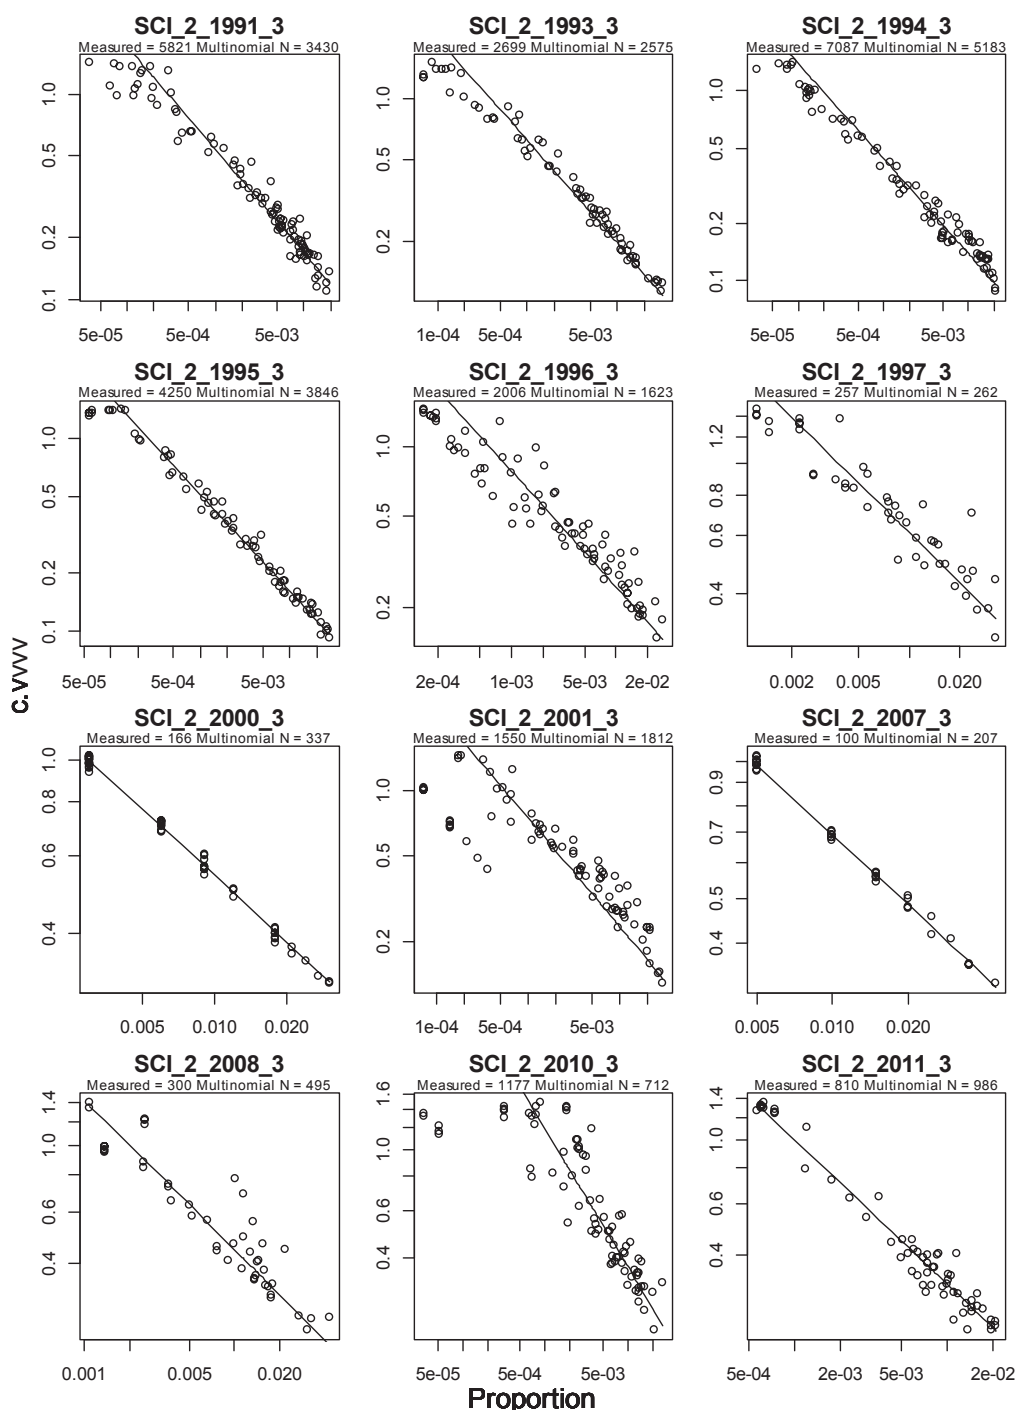 SCI_2_1991_3
Measured = 5821 Multinomial N = 3430
1.0
0.5
0.2
0.1
5e-05 5e-04 5e-03
SCI_2_1993_3
Measured = 2699 Multinomial N = 2575
1.0
0.5
0.2
1e-04 5e-04 5e-03
SCI_2_1994_3
Measured = 7087 Multinomial N = 5183
1.0
0.5
0.2
0.1
5e-05 5e-04 5e-03
SCI_2_1995_3
Measured = 4250 Multinomial N = 3846
1.0
0.5
0.2
0.1
5e-05 5e-04 5e-03
SCI_2_1996_3
Measured = 2006 Multinomial N = 1623
1.0
0.5
0.2
2e-04 1e-03 5e-03 2e-02
SCI_2_1997_3
Measured = 257 Multinomial N = 262
1.2
0.8
0.6
0.4
0.002 0.005 0.020
c.vvvv
SCI_2_2000_3
Measured = 166 Multinomial N = 337
1.0
0.8
0.6
0.4
0.005 0.010 0.020
SCI_2_2001_3
Measured = 1550 Multinomial N = 1812
1.0
0.5
0.2
1e-04 5e-04 5e-03
SCI_2_2007_3
Measured = 100 Multinomial N = 207
0.9
0.7
0.5
0.4
0.005 0.010 0.020
SCI_2_2008_3
Measured = 300 Multinomial N = 495
1.4
1.0
0.6
0.4
0.001 0.005 0.020
SCI_2_2010_3
Measured = 1177 Multinomial N = 712
1.6
1.0
0.6
0.4
5e-05 5e-04 5e-03
SCI_2_2011_3
Measured = 810 Multinomial N = 986
1.4
1.0
0.6
0.4
5e-04 2e-03 5e-03 2e-02
Proportion